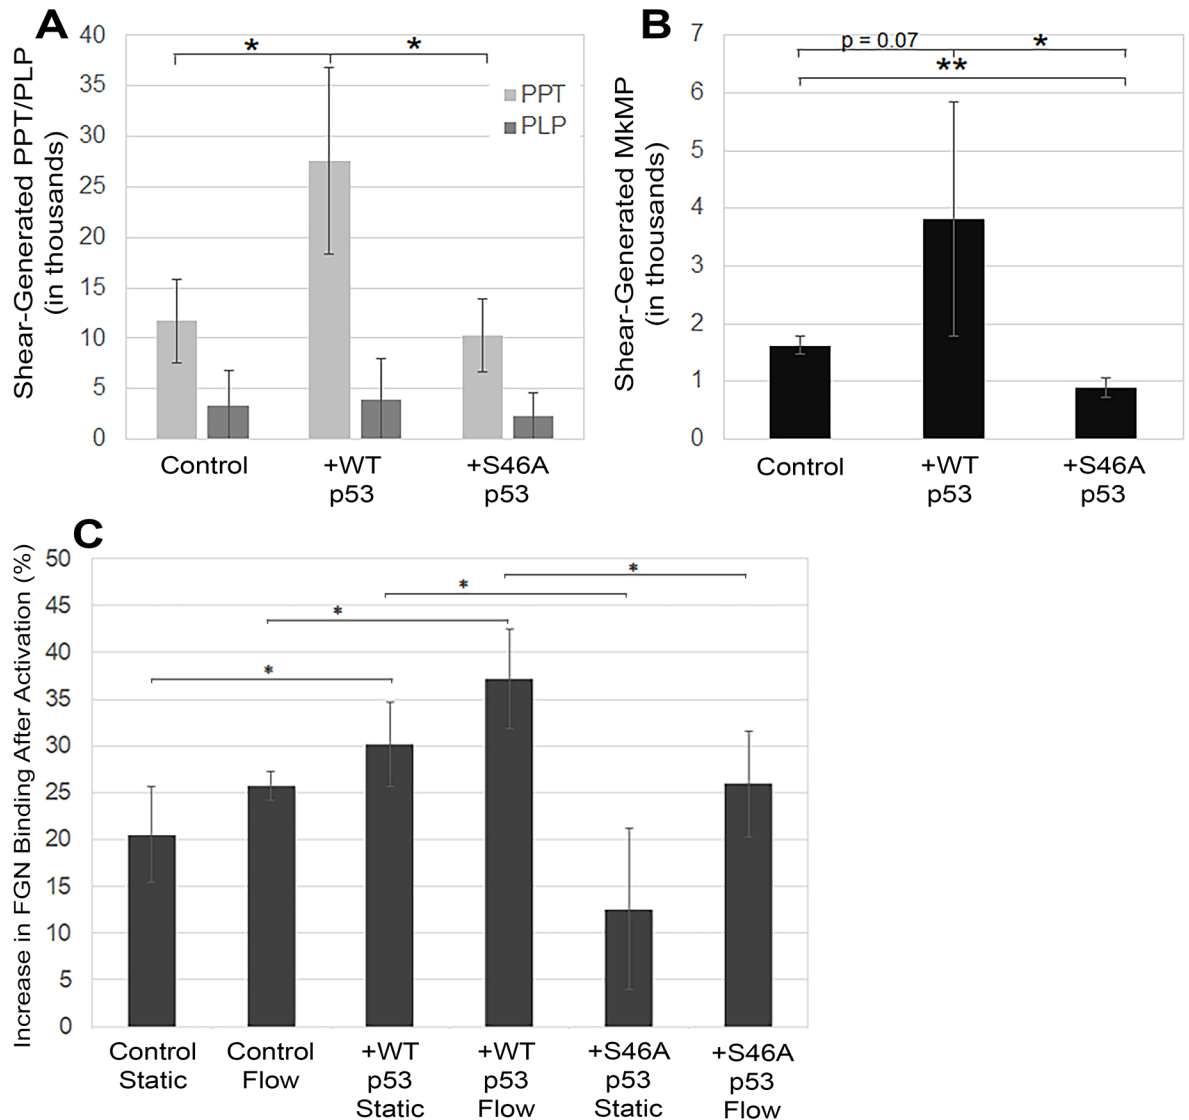 A
Shear-Generated PPT/PLP
(in thousands)
40
35
30
25
20
15
10
5
0
*
*
PPT
PLP
Control
+WT
p53
+S46A
p53
B
Shear-Generated MkMP
(in thousands)
7
6
5
4
3
2
1
0
p = 0.07
*
**
Control
+WT
p53
+S46A
p53
C
Increase in FGN Binding After Activation (%)
50
45
40
35
30
25
20
15
10
5
0
*
*
*
*
Control
Static
Control
Flow
+WT
p53
Static
+WT
p53
Flow
+S46A
p53
Static
+S46A
p53
Flow